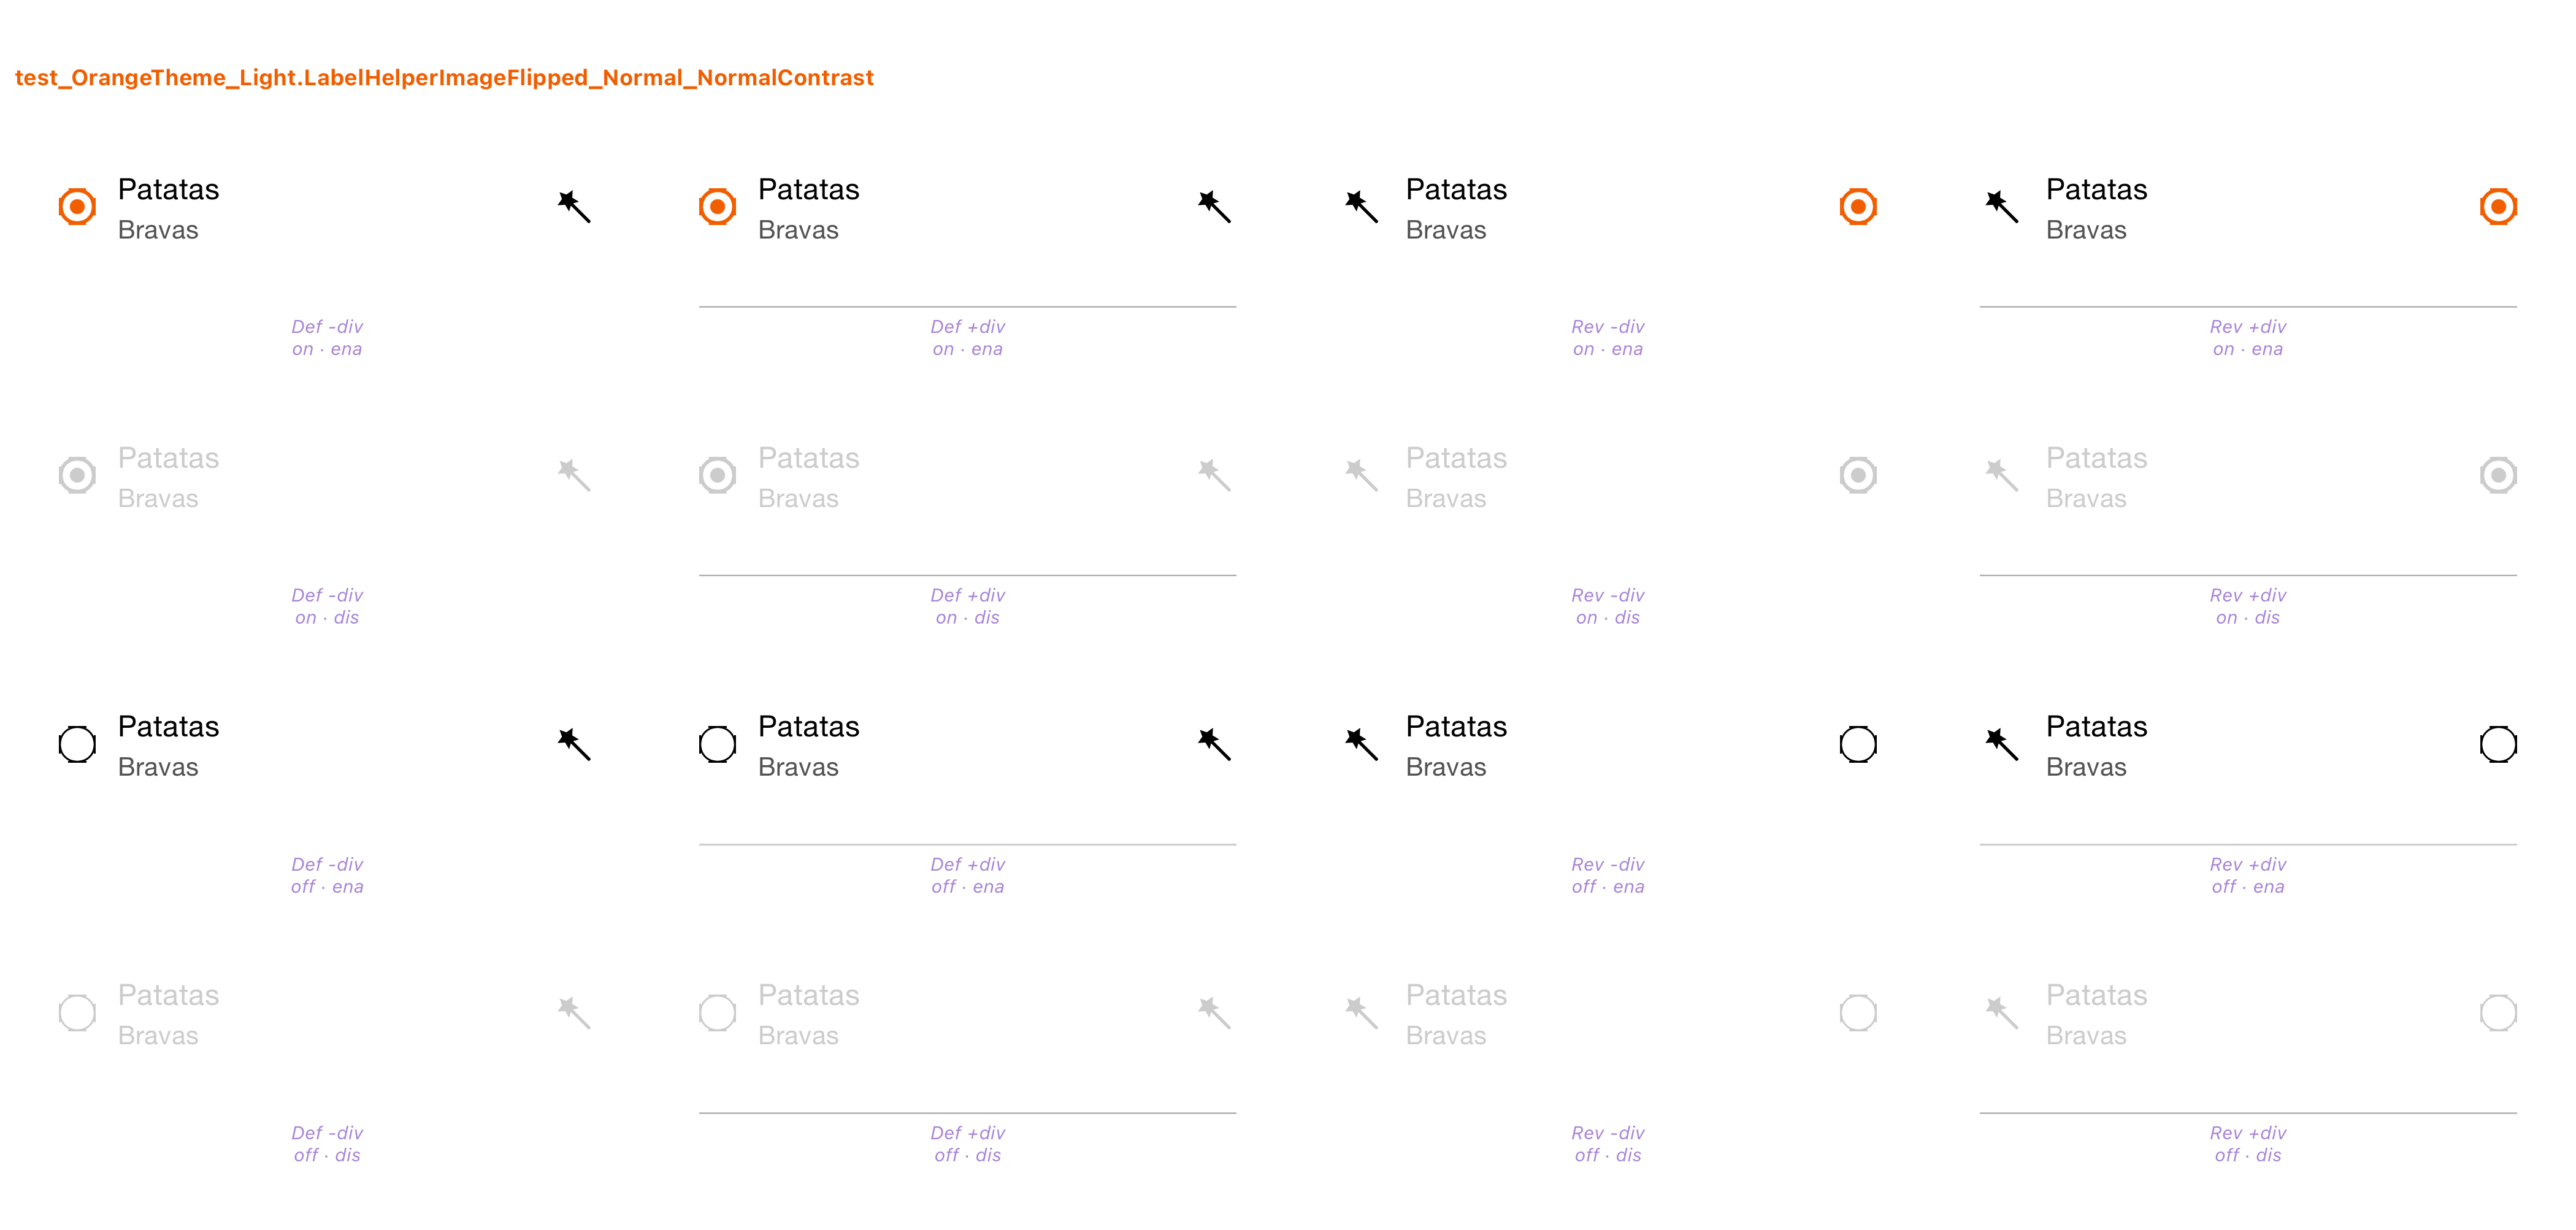 test_OrangeTheme_Light.LabelHelperImageFlipped_Normal_NormalContrast
Patatas
Bravas
Def -div
on · ena
Patatas
Bravas
Def +div
on · ena
Patatas
Bravas
Rev -div
on · ena
Patatas
Bravas
Rev +div
on · ena
Patatas
Bravas
Def -div
on · dis
Patatas
Bravas
Def +div
on · dis
Patatas
Bravas
Rev -div
on · dis
Patatas
Bravas
Rev +div
on · dis
Patatas
Bravas
Def -div
off · ena
Patatas
Bravas
Def +div
off · ena
Patatas
Bravas
Rev -div
off · ena
Patatas
Bravas
Rev +div
off · ena
Patatas
Bravas
Def -div
off · dis
Patatas
Bravas
Def +div
off · dis
Patatas
Bravas
Rev -div
off · dis
Patatas
Bravas
Rev +div
off · dis